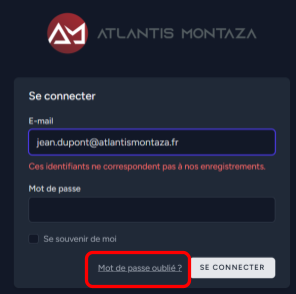 ATLANTIS MONTAZA
Se connecter
E-mail
jean.dupont@atlantismontaza.fr
Ces identifiants ne correspondent pas à nos enregistrements.
Mot de passe
Se souvenir de moi
Mot de passe oublié ? SE CONNECTER